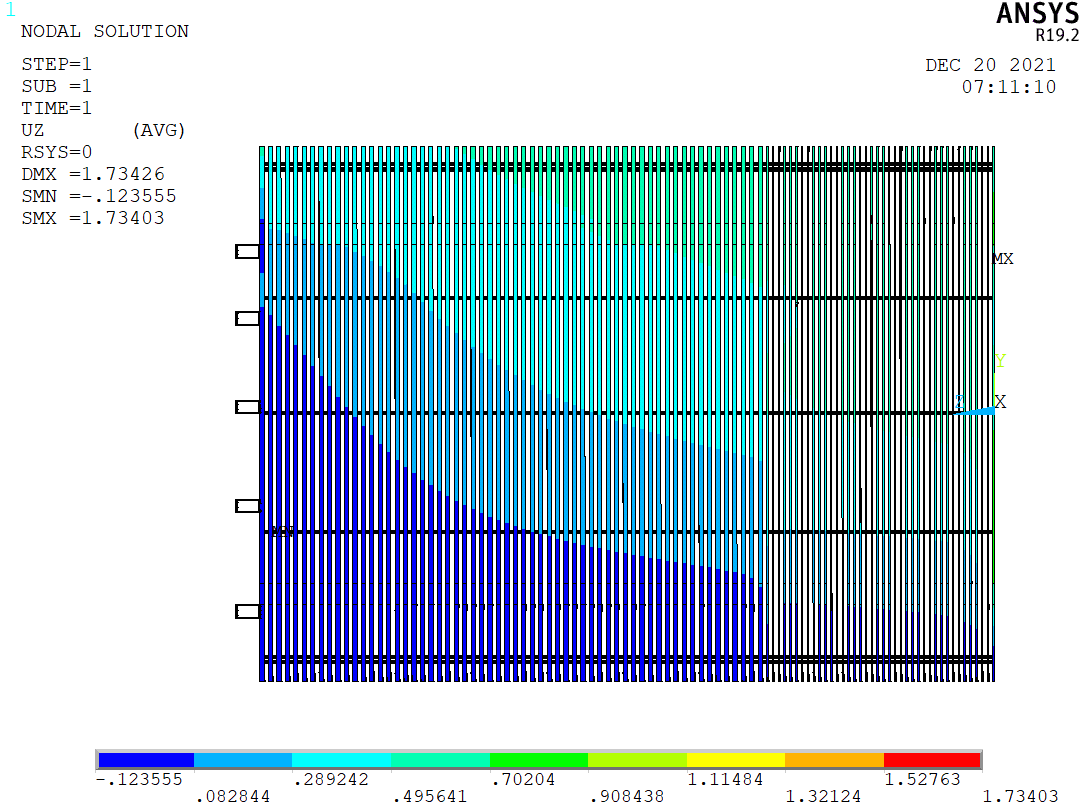 1
ANSYS
R19.2
NODAL SOLUTION
STEP=1
SUB =1
TIME=1
UZ (AVG)
RSYS=0
DMX =1.73426
SMN =-.123555
SMX =1.73403
DEC 20 2021
07:11:10
MX
Y
Z X
-.123555 .289242 .70204 1.11484 1.52763
.082844 .495641 .908438 1.32124 1.73403